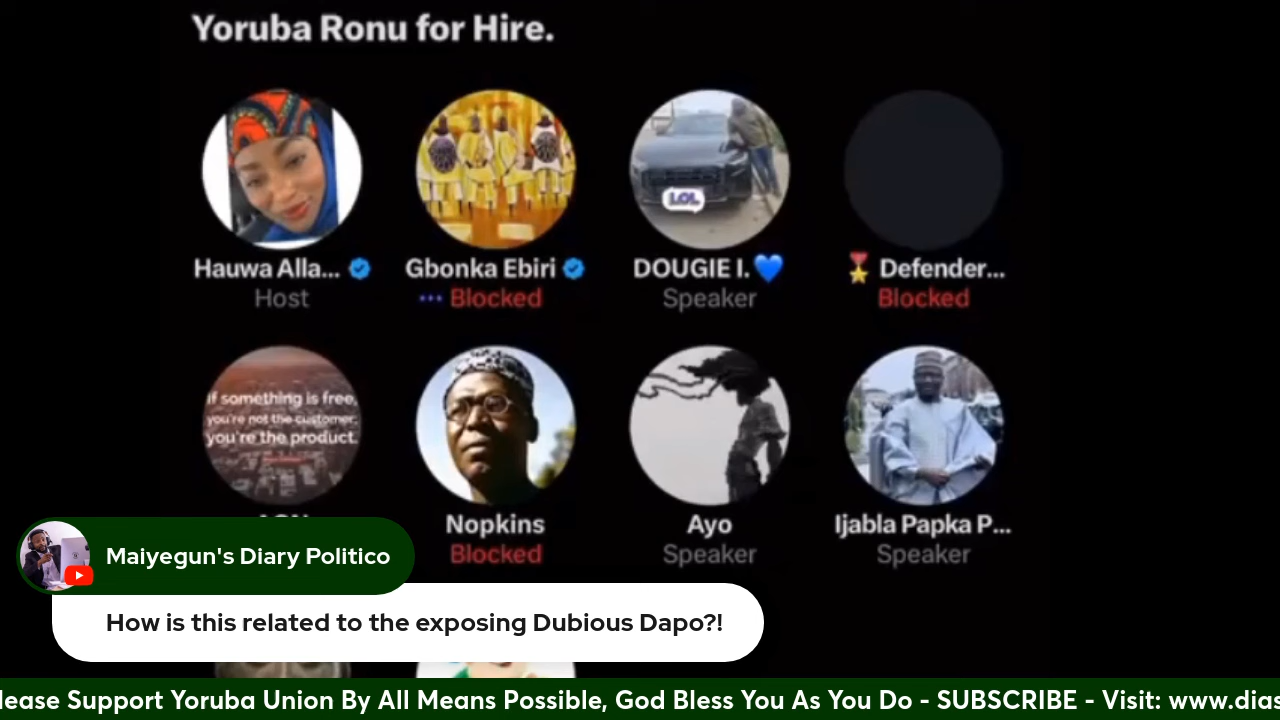 Yoruba Ronu for Hire.
LOL
Hauwa Alla...
Gbonka Ebiri
DOUGIE I.
Defender...
Host
Blocked
Speaker
Blocked
If something is free,
you're not the customer;
you're the product.
Nopkins
Ayo
Ijabla Papka P...
Blocked
Speaker
Speaker
Maiyegun's Diary Politico
How is this related to the exposing Dubious Dapo?!
lease Support Yoruba Union By All Means Possible, God Bless You As You Do - SUBSCRIBE - Visit: www.dias